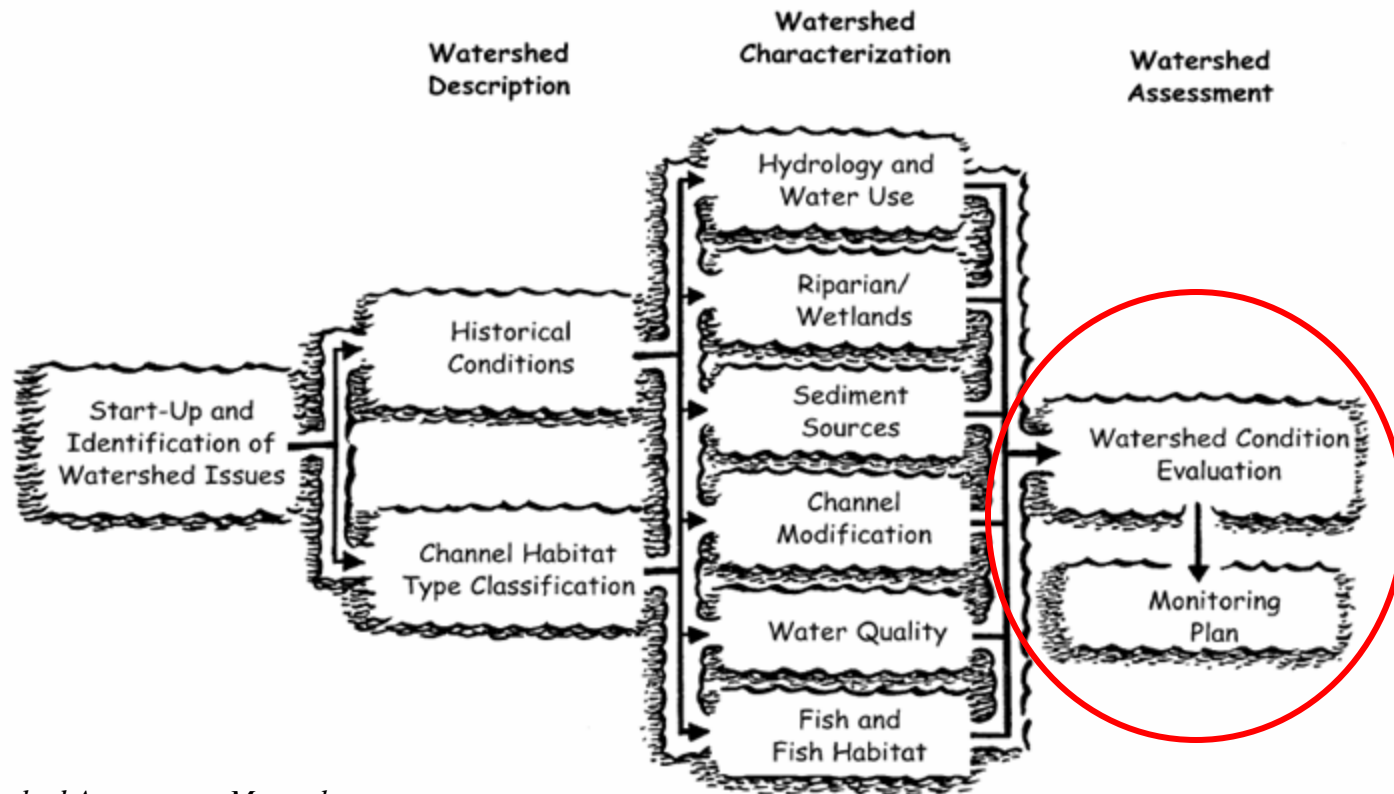 Watershed
Description
Watershed
Characterization
Watershed
Assessment
Start-Up and
Identification of
Watershed Issues
Historical
Conditions
Channel Habitat
Type Classification
Hydrology and
Water Use
Riparian/
Wetlands
Sediment
Sources
Channel
Modification
Water Quality
Fish and
Fish Habitat
Watershed Condition
Evaluation
Monitoring
Plan